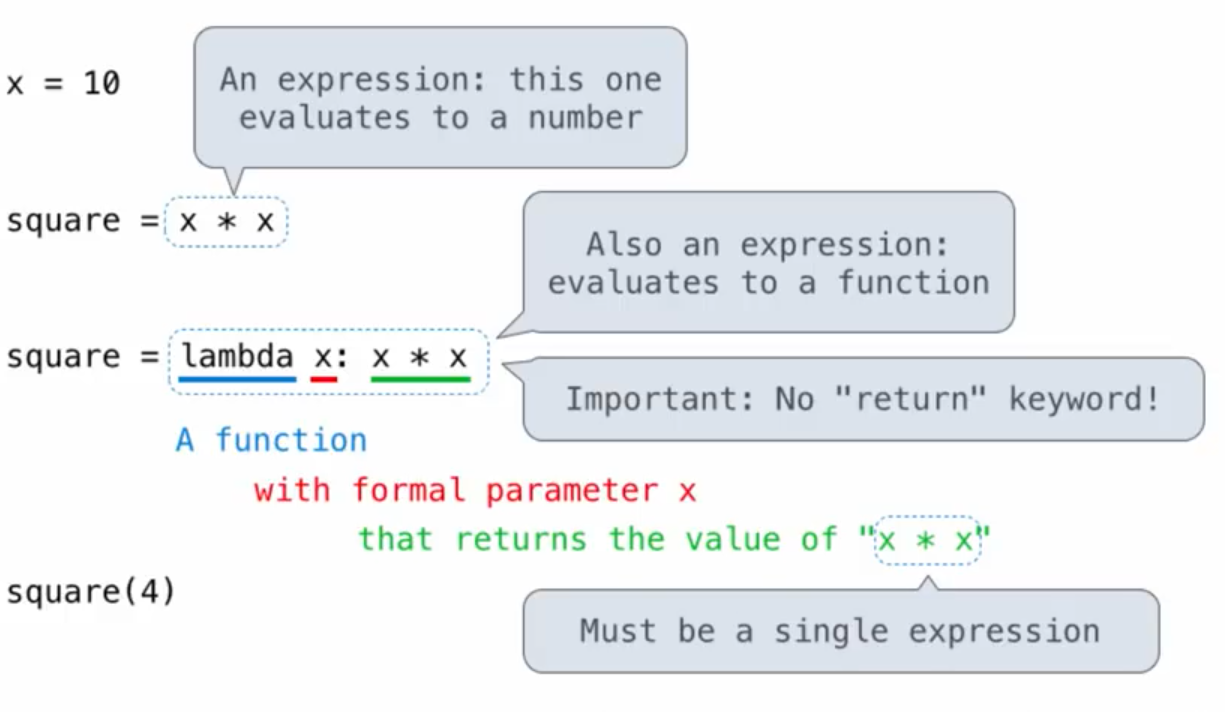 x = 10
An expression: this one
evaluates to a number
square = x * x
Also an expression:
evaluates to a function
square = lambda x: x * x
Important: No "return" keyword!
A function
with formal parameter x
that returns the value of "x * x"
square(4)
Must be a single expression